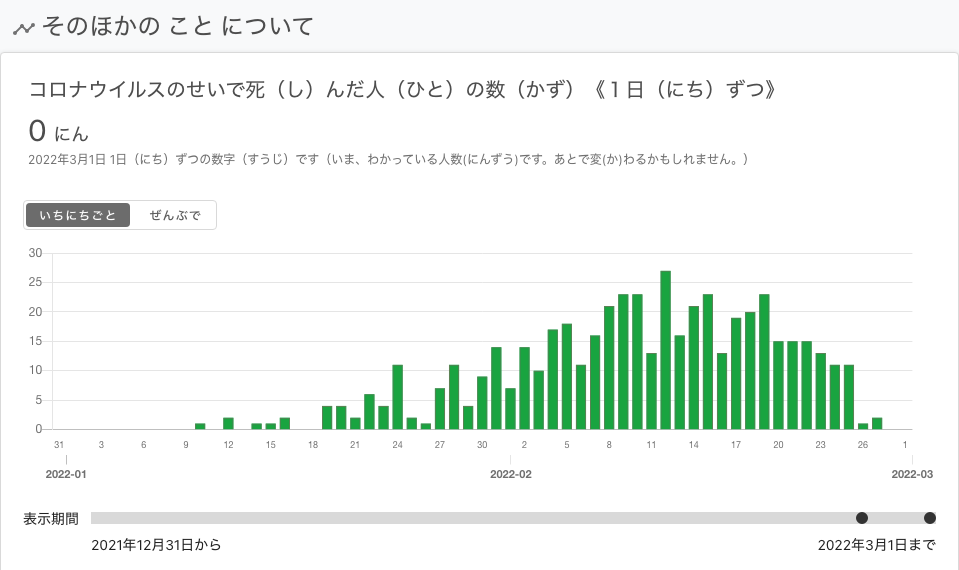 そのほかの こと について
コロナウイルスのせいで死（し）んだ人（ひと）の数（かず）《１日（にち）ずつ》
0 にん
2022年3月1日 1日（にち）ずつの数字（すうじ）です（いま、わかっている人数(にんずう)です。あとで変(か)わるかもしれません。）
いちにちごと ぜんぶで
30
25
20
15
10
5
0
31 3 6 9 12 15 18 21 24 27 30 2 5 8 11 14 17 20 23 26 1
2022-01 2022-02 2022-03
表示期間
2021年12月31日から 2022年3月1日まで